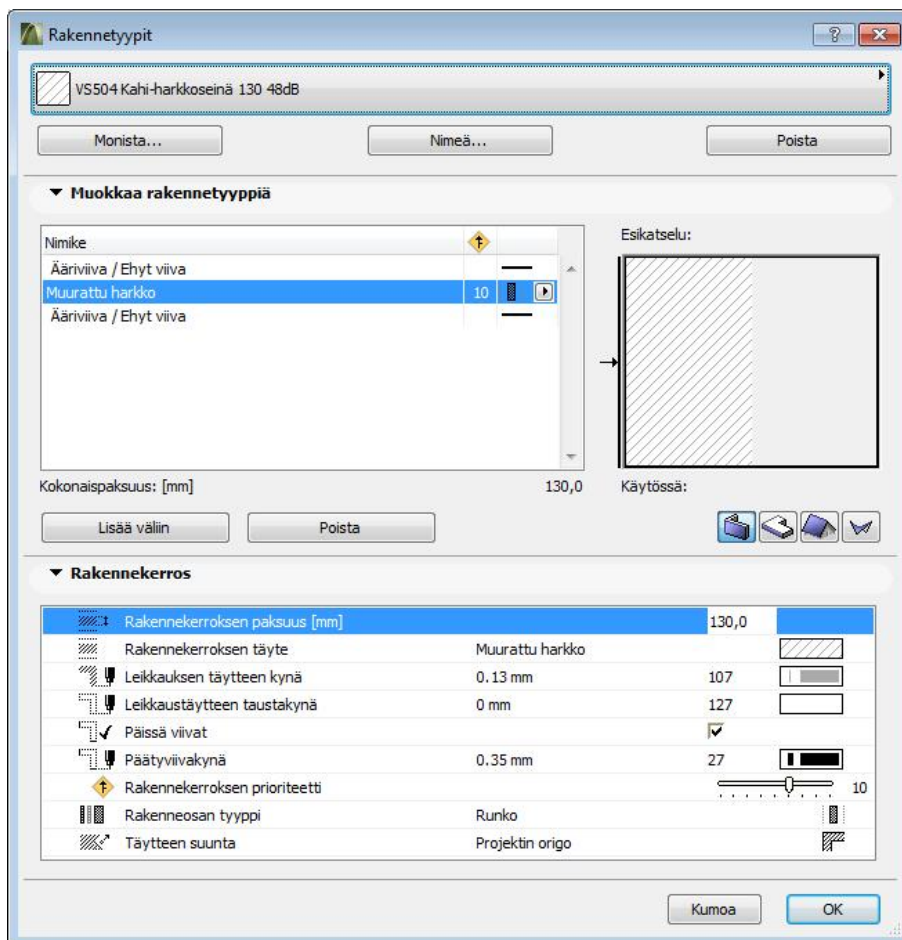 Rakennetyypit
VS504 Kahi-harkkoseinä 130 48dB
Monista... Nimeä... Poista
Muokkaa rakennetyyppiä
Nimike
Esikatselu:
Ääriviiva / Ehyt viiva
Muurattu harkko 10
Ääriviiva / Ehyt viiva
Kokonaispaksuus: [mm] 130,0
Käytössä:
Lisää väliin Poista
Rakennekerros
Rakennekerroksen paksuus [mm] 130,0
Rakennekerroksen täyte Muurattu harkko
Leikkauksen täytteen kynä 0.13 mm 107
Leikkaustäytteen taustakynä 0 mm 127
Päissä viivat
Päätyviivakynä 0.35 mm 27
Rakennekerroksen prioriteetti 10
Rakenneosan tyyppi Runko
Täytteen suunta Projektin origo
Kumoa OK